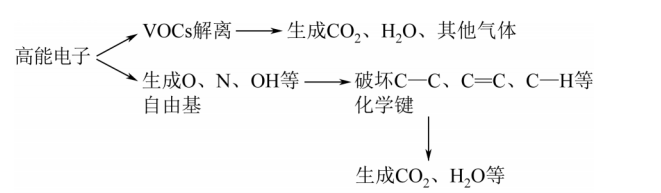 VOCs解离
生成CO₂、H₂O、其他气体
高能电子
生成O、N、OH等
自由基
破坏C—C、C=C、C—H等
化学键
生成CO₂、H₂O等